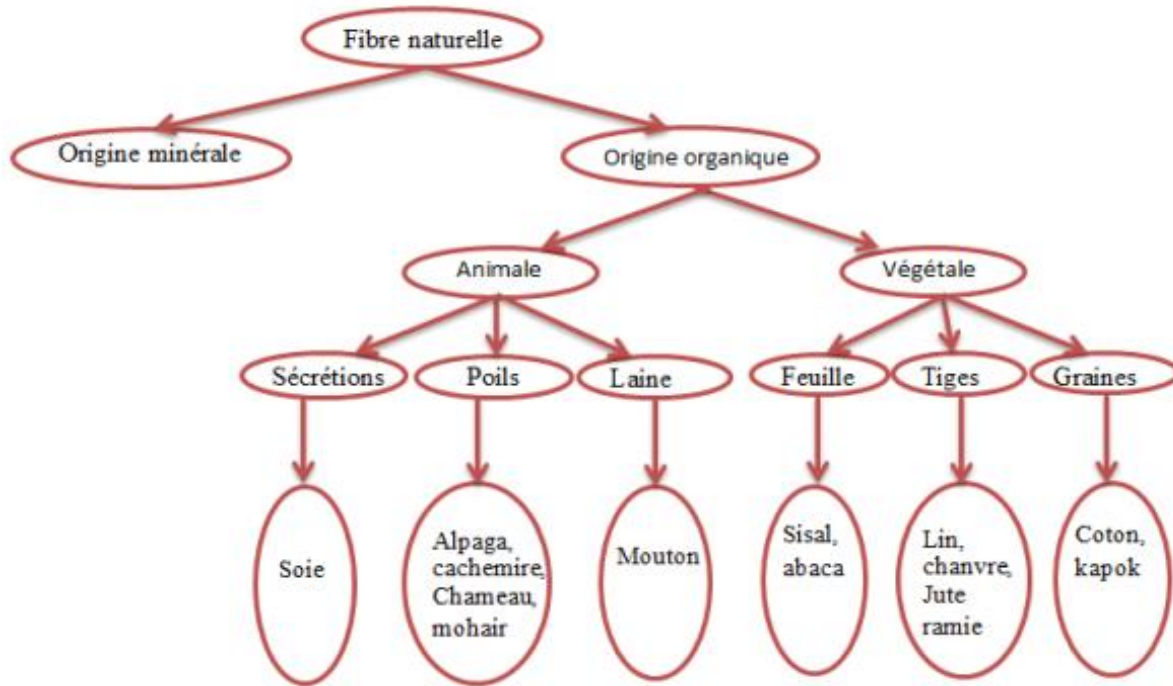 Fibre naturelle
Origine minérale
Origine organique
Animale
Végétale
Sécrétions
Poils
Laine
Feuille
Tiges
Graines
Soie
Alpaga,
cachemire,
Chameau,
mohair
Mouton
Sisal,
abaca
Lin,
chanvre,
Jute
ramie
Coton,
kapok